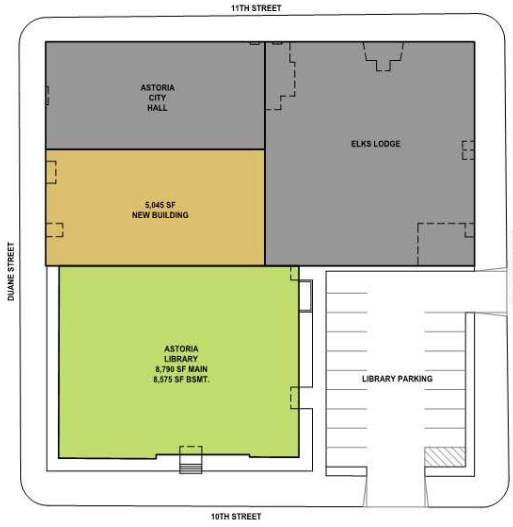 11TH STREET
ASTORIA
CITY
HALL
ELKS LODGE
5,045 SF
NEW BUILDING
DUANE STREET
ASTORIA
LIBRARY
8,790 SF MAIN
8,575 SF BSMT.
LIBRARY PARKING
10TH STREET